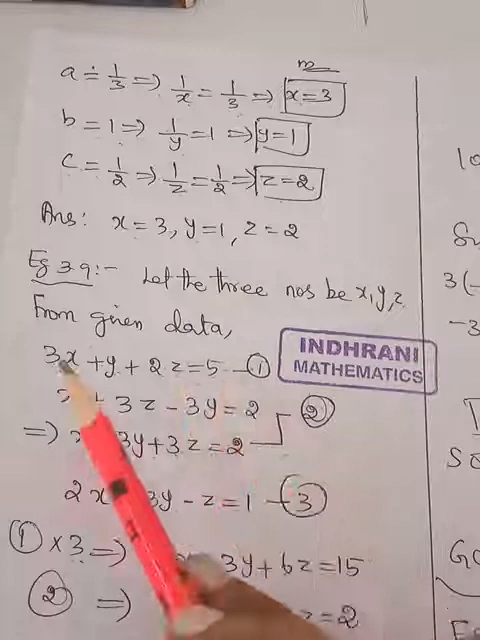 a = 1/3 => 1/x = 1/3 => x=3
b = 1 => 1/y = 1 => y=1
c = 1/2 => 1/z = 1/2 => z=2
Ans: x = 3, y = 1, z = 2
Eg 3.9:- Let the three nos be x, y, z
From given data,
3x + y + 2z = 5 — ①
3z - 3y = 2
=> 3y + 3z = 2 — ②
2x 3y - z = 1 — ③
① × 3 => 3y + 6z = 15
② => z = 2
INDHRANI
MATHEMATICS
3(-
-3